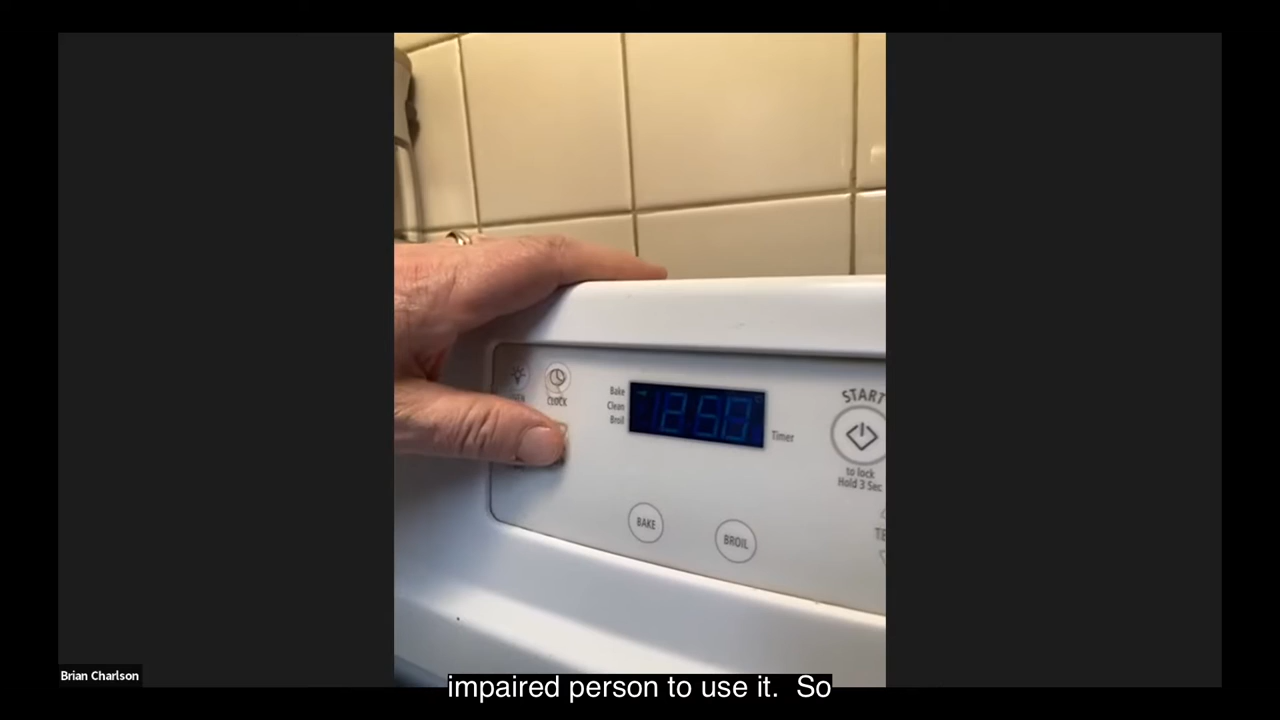 CLOCK
Bake
Clean
Broil
12:50
Timer
START
to lock
Hold 3 Sec
BAKE
BROIL
Brian Charlson
impaired person to use it.  So